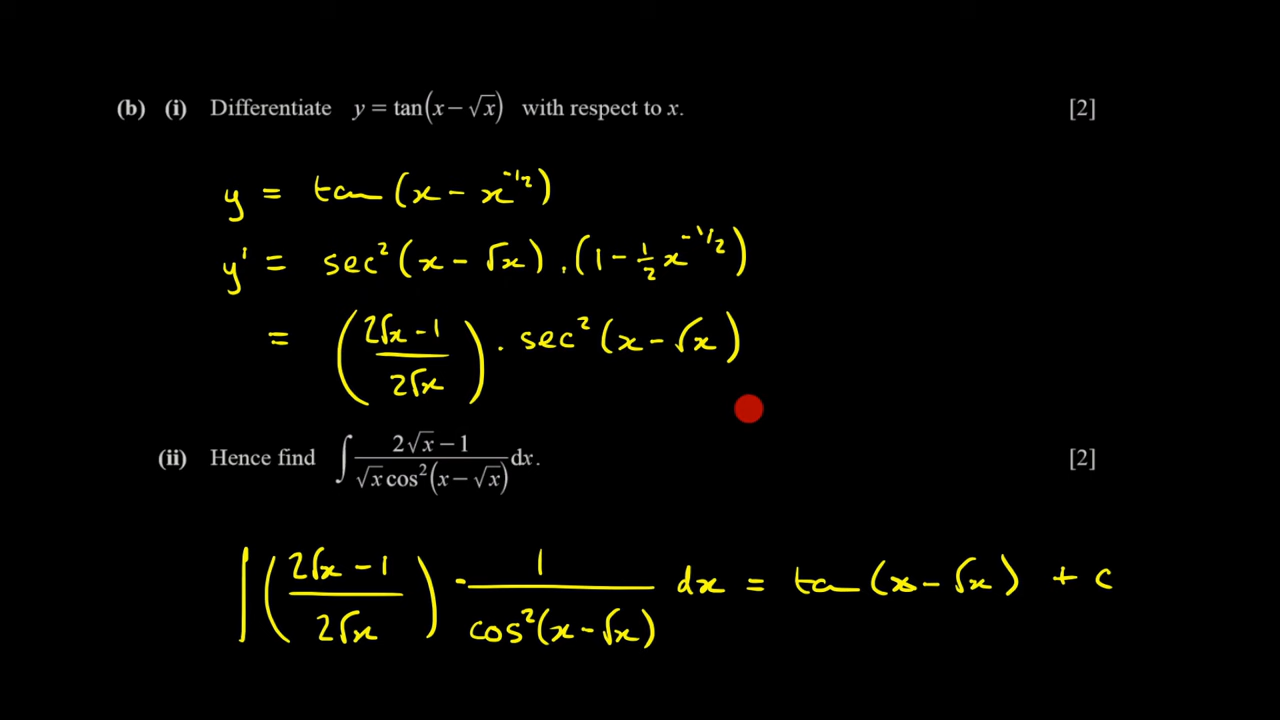 (b) (i) Differentiate y = tan(x − √x) with respect to x. [2]
y = tan(x − x^-1/2)
y' = sec²(x − √x) . (1 − 1/2 x^-1/2)
= ((2√x − 1)/(2√x)) . sec²(x − √x)
(ii) Hence find ∫ (2√x − 1)/(√x cos²(x − √x)) dx. [2]
∫ ((2√x − 1)/(2√x)) · 1/(cos²(x − √x)) dx = tan(x − √x) + c